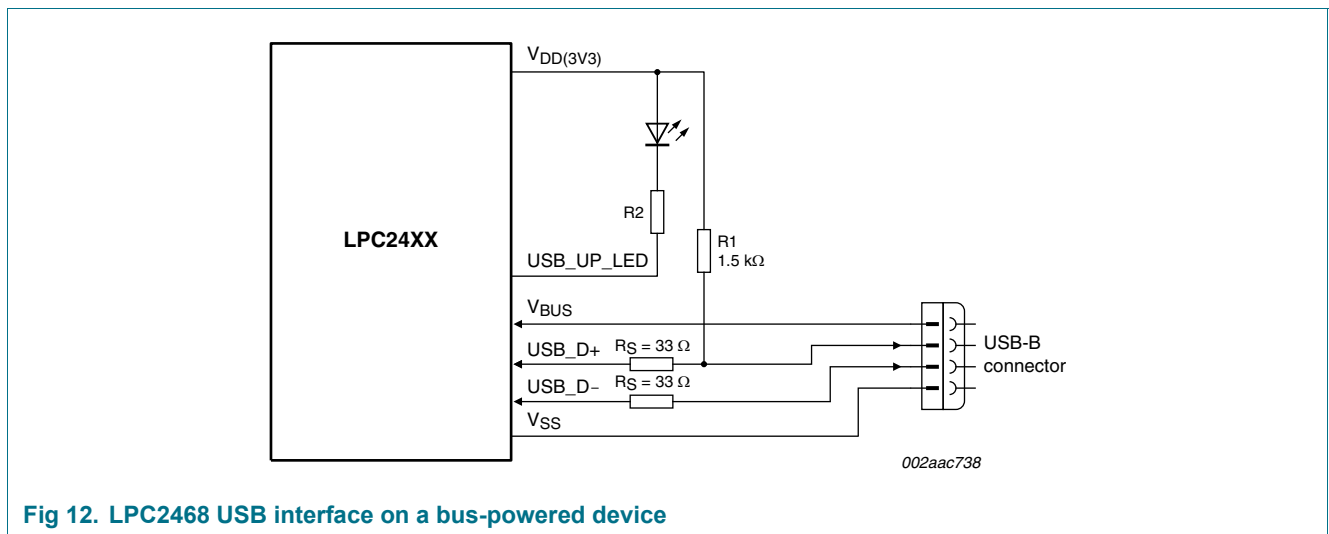 VDD(3V3)
R2
R1
1.5 kΩ
LPC24XX
USB_UP_LED
VBUS
USB_D+
RS = 33 Ω
USB_D−
RS = 33 Ω
VSS
USB-B
connector
002aac738
Fig 12. LPC2468 USB interface on a bus-powered device